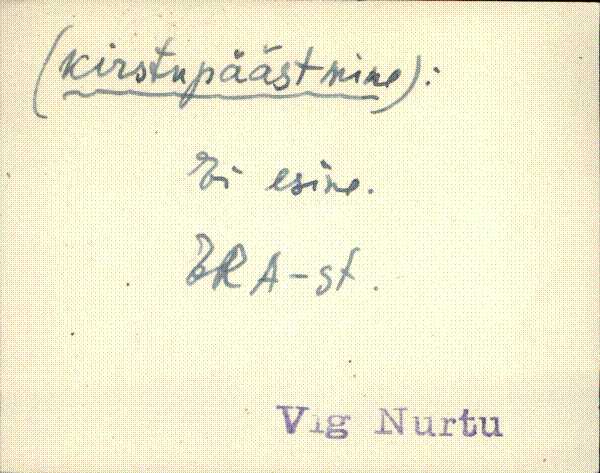 (kirstupäästmine):
Ei esine.
ERA-st.
Vig Nurtu